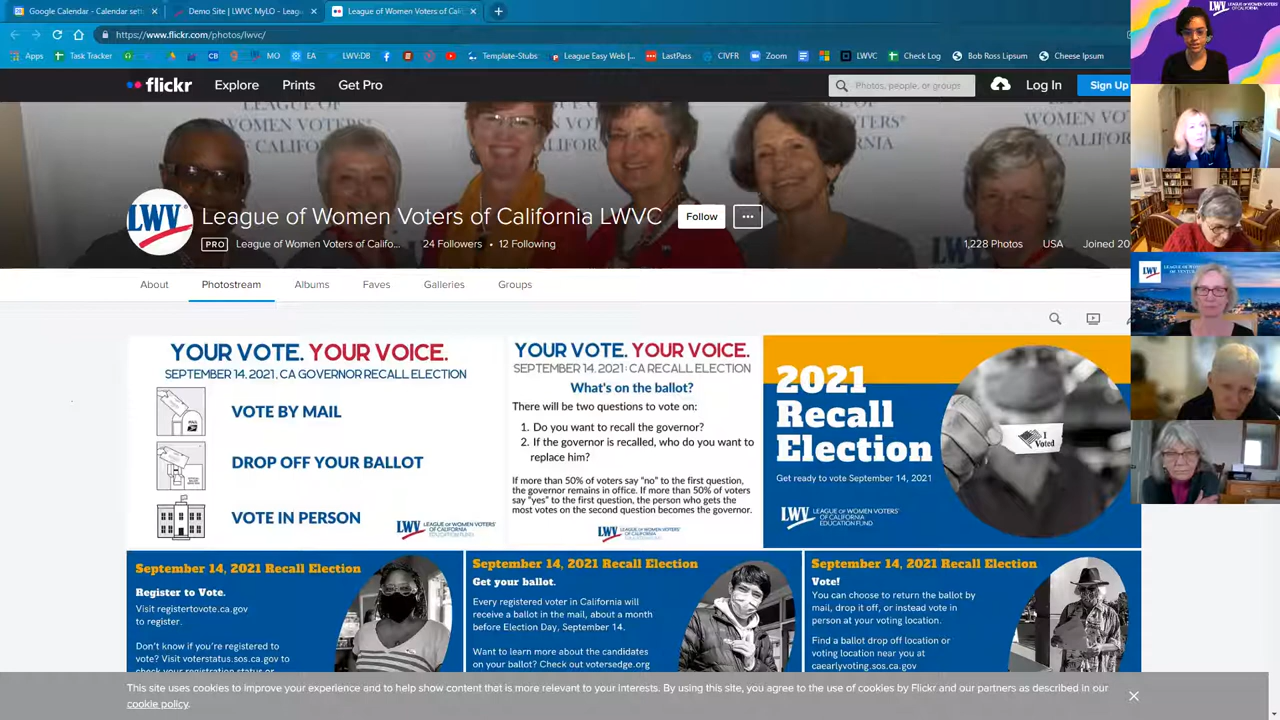 Google Calendar - Calendar sett
Demo Site | LWVC MyLO - Leag
League of Women Voters of Cali
https://www.flickr.com/photos/lwvc/
Apps Task Tracker CB MO EA LWV:DB Template-Stubs League Easy Web |... LastPass CIVFR Zoom LWVC Check Log Bob Ross Lipsum Cheese Ipsum
flickr Explore Prints Get Pro Photos, people, or groups Log In Sign Up
LEAGUE OF
WOMEN VOTERS
OF CALIFORNIA
LWV
League of Women Voters of California LWVC Follow
PRO League of Women Voters of Califo... 24 Followers • 12 Following 1,228 Photos USA Joined 20
About Photostream Albums Faves Galleries Groups
YOUR VOTE. YOUR VOICE.
SEPTEMBER 14, 2021, CA GOVERNOR RECALL ELECTION
VOTE BY MAIL
DROP OFF YOUR BALLOT
VOTE IN PERSON
LWV LEAGUE OF WOMEN VOTERS
OF CALIFORNIA
EDUCATION FUND
YOUR VOTE. YOUR VOICE.
SEPTEMBER 14, 2021: CA RECALL ELECTION
What's on the ballot?
There will be two questions to vote on:
1. Do you want to recall the governor?
2. If the governor is recalled, who do you want to
replace him?
If more than 50% of voters say "no" to the first question,
the governor remains in office. If more than 50% of voters
say "yes" to the first question, the person who gets the
most votes on the second question becomes the governor.
LWV
2021
Recall
Election
Get ready to vote September 14, 2021
I Voted
LWV LEAGUE OF WOMEN VOTERS
OF CALIFORNIA
EDUCATION FUND
September 14, 2021 Recall Election
Register to Vote.
Visit registertovote.ca.gov
to register.
Don't know if you're registered to
vote? Visit voterstatus.sos.ca.gov to
check your registration status or
September 14, 2021 Recall Election
Get your ballot.
Every registered voter in California will
receive a ballot in the mail, about a month
before Election Day, September 14.
Want to learn more about the candidates
on your ballot? Check out votersedge.org
September 14, 2021 Recall Election
Vote!
You can choose to return the ballot by
mail, drop it off, or instead vote in
person at your voting location.
Find a ballot drop off location or
voting location near you at
caearlyvoting.sos.ca.gov
This site uses cookies to improve your experience and to help show content that is more relevant to your interests. By using this site, you agree to the use of cookies by Flickr and our partners as described in our
cookie policy.